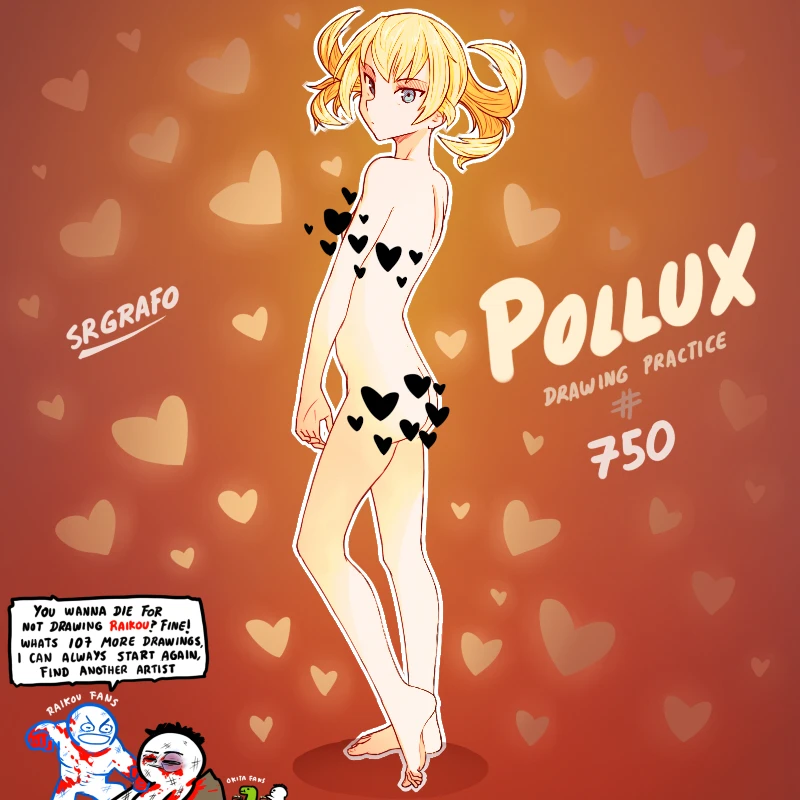 SRGRAFO
POLLUX
DRAWING PRACTICE
#
750
YOU WANNA DIE FOR
NOT DRAWING RAIKOU? FINE!
WHATS 107 MORE DRAWINGS,
I CAN ALWAYS START AGAIN,
FIND ANOTHER ARTIST
RAIKOU FANS
OKITA FANS